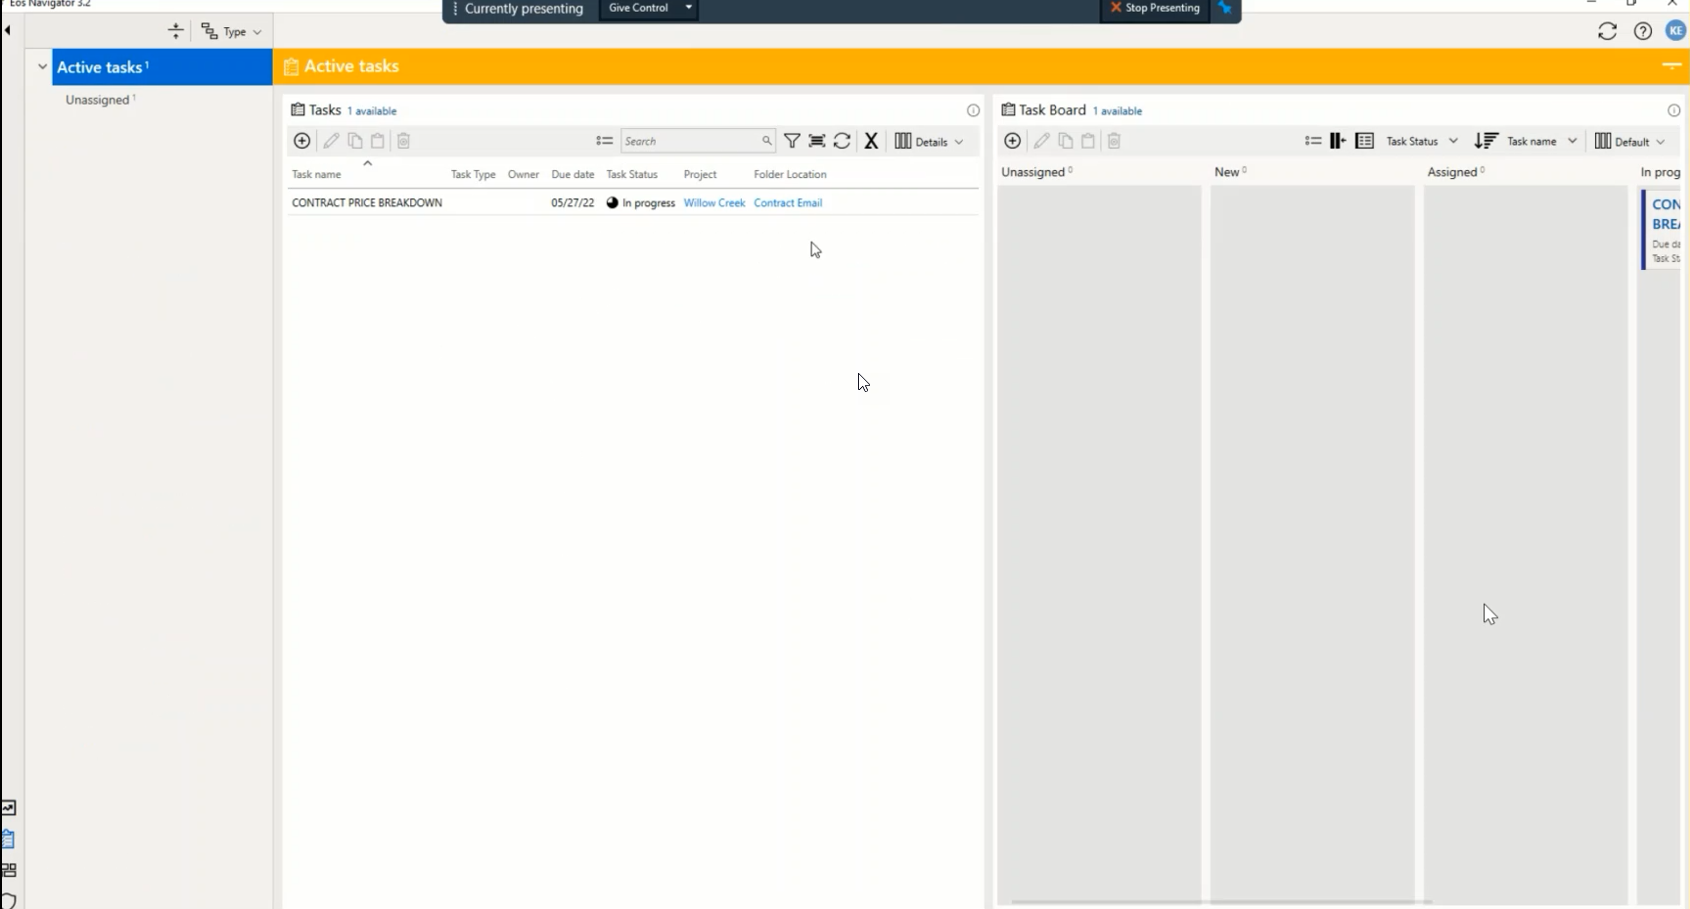 Eos Navigator 3.2
Currently presenting Give Control Stop Presenting
Type KE
Active tasks 1 Active tasks
Unassigned 1
Tasks 1 available Task Board 1 available
Search Details Task Status Task name Default
Task name Task Type Owner Due date Task Status Project Folder Location Unassigned 0 New 0 Assigned 0 In prog
CONTRACT PRICE BREAKDOWN 05/27/22 In progress Willow Creek Contract Email
CON
BREA
Due da
Task St